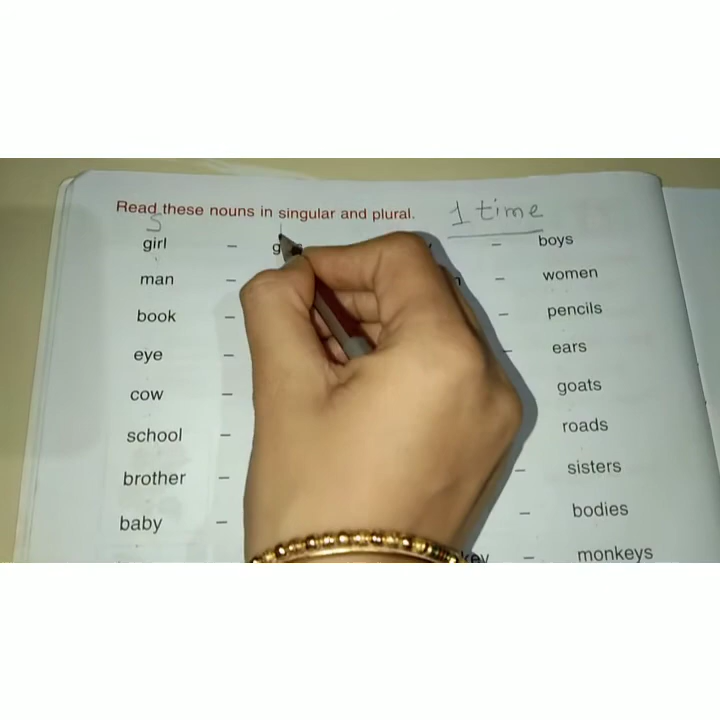 Read these nouns in singular and plural. 1 time
S
girl – – boys
man – – women
book – – pencils
eye – – ears
cow goats
school – roads
brother – – sisters
baby – – bodies
– monkeys